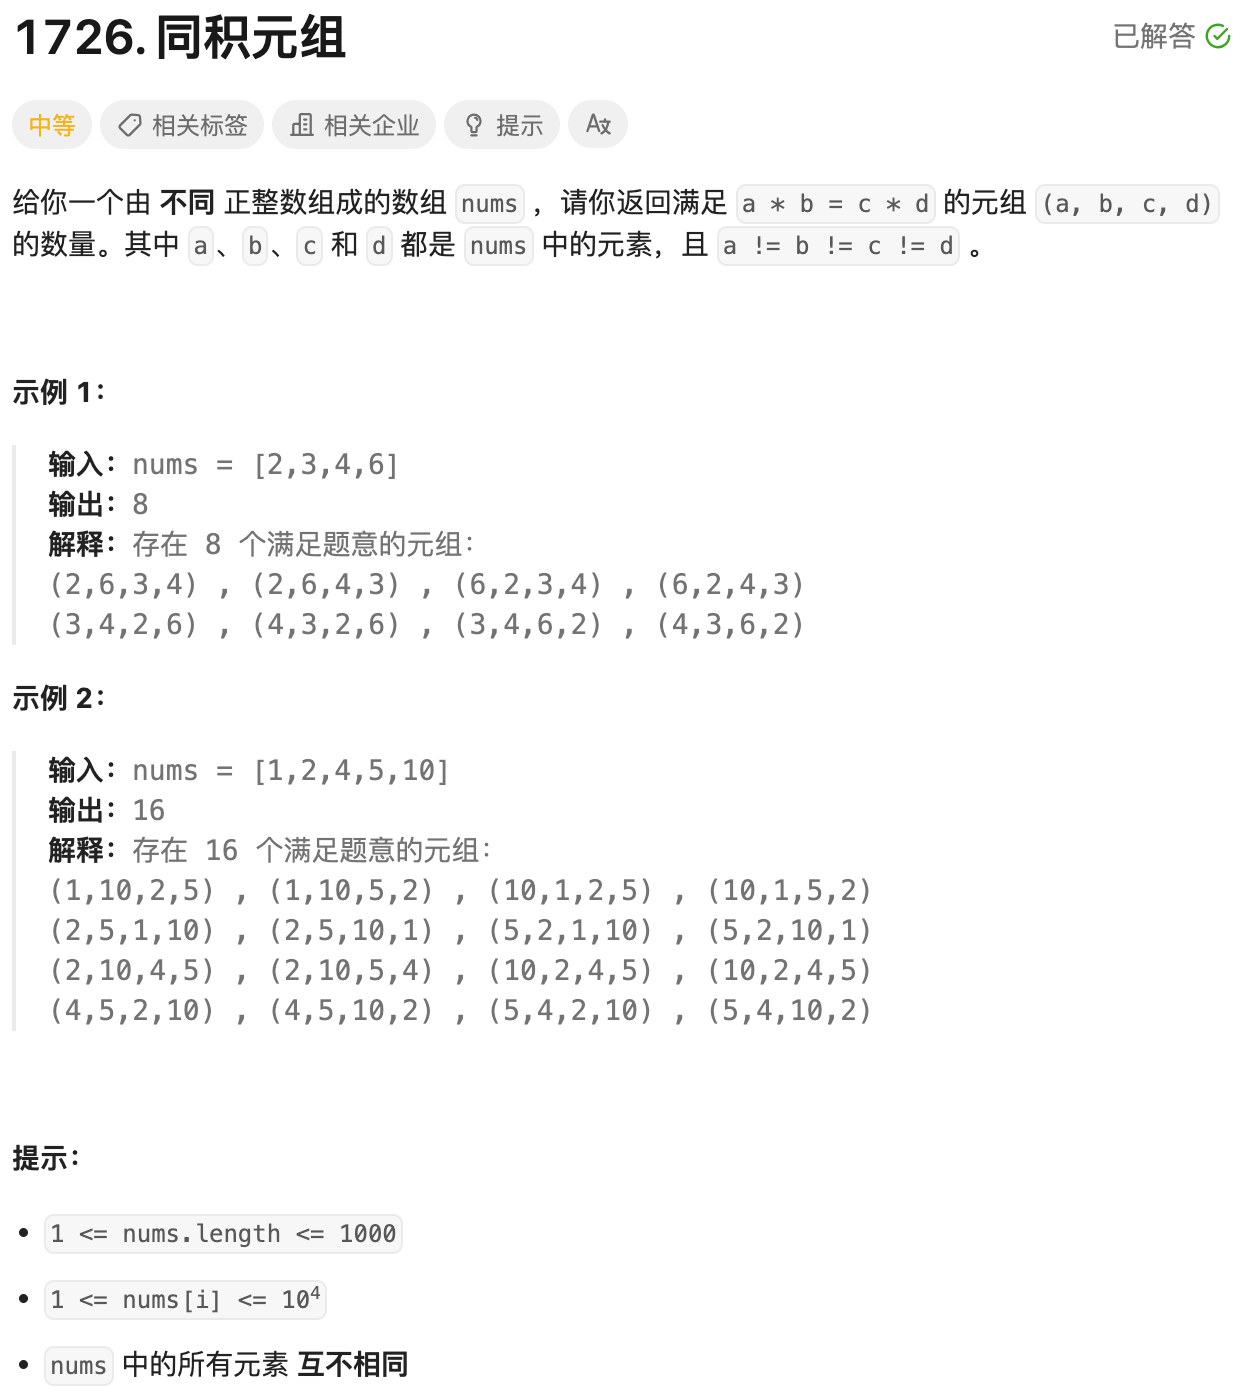 1726. 同积元组
已解答
中等 相关标签 相关企业 提示 A文
给你一个由 不同 正整数组成的数组 nums ，请你返回满足 a * b = c * d 的元组 (a, b, c, d)
的数量。其中 a、b、c 和 d 都是 nums 中的元素，且 a != b != c != d 。
示例 1：
输入：nums = [2,3,4,6]
输出：8
解释：存在 8 个满足题意的元组：
(2,6,3,4) , (2,6,4,3) , (6,2,3,4) , (6,2,4,3)
(3,4,2,6) , (4,3,2,6) , (3,4,6,2) , (4,3,6,2)
示例 2：
输入：nums = [1,2,4,5,10]
输出：16
解释：存在 16 个满足题意的元组：
(1,10,2,5) , (1,10,5,2) , (10,1,2,5) , (10,1,5,2)
(2,5,1,10) , (2,5,10,1) , (5,2,1,10) , (5,2,10,1)
(2,10,4,5) , (2,10,5,4) , (10,2,4,5) , (10,2,4,5)
(4,5,2,10) , (4,5,10,2) , (5,4,2,10) , (5,4,10,2)
提示：
• 1 <= nums.length <= 1000
• 1 <= nums[i] <= 10⁴
• nums 中的所有元素 互不相同